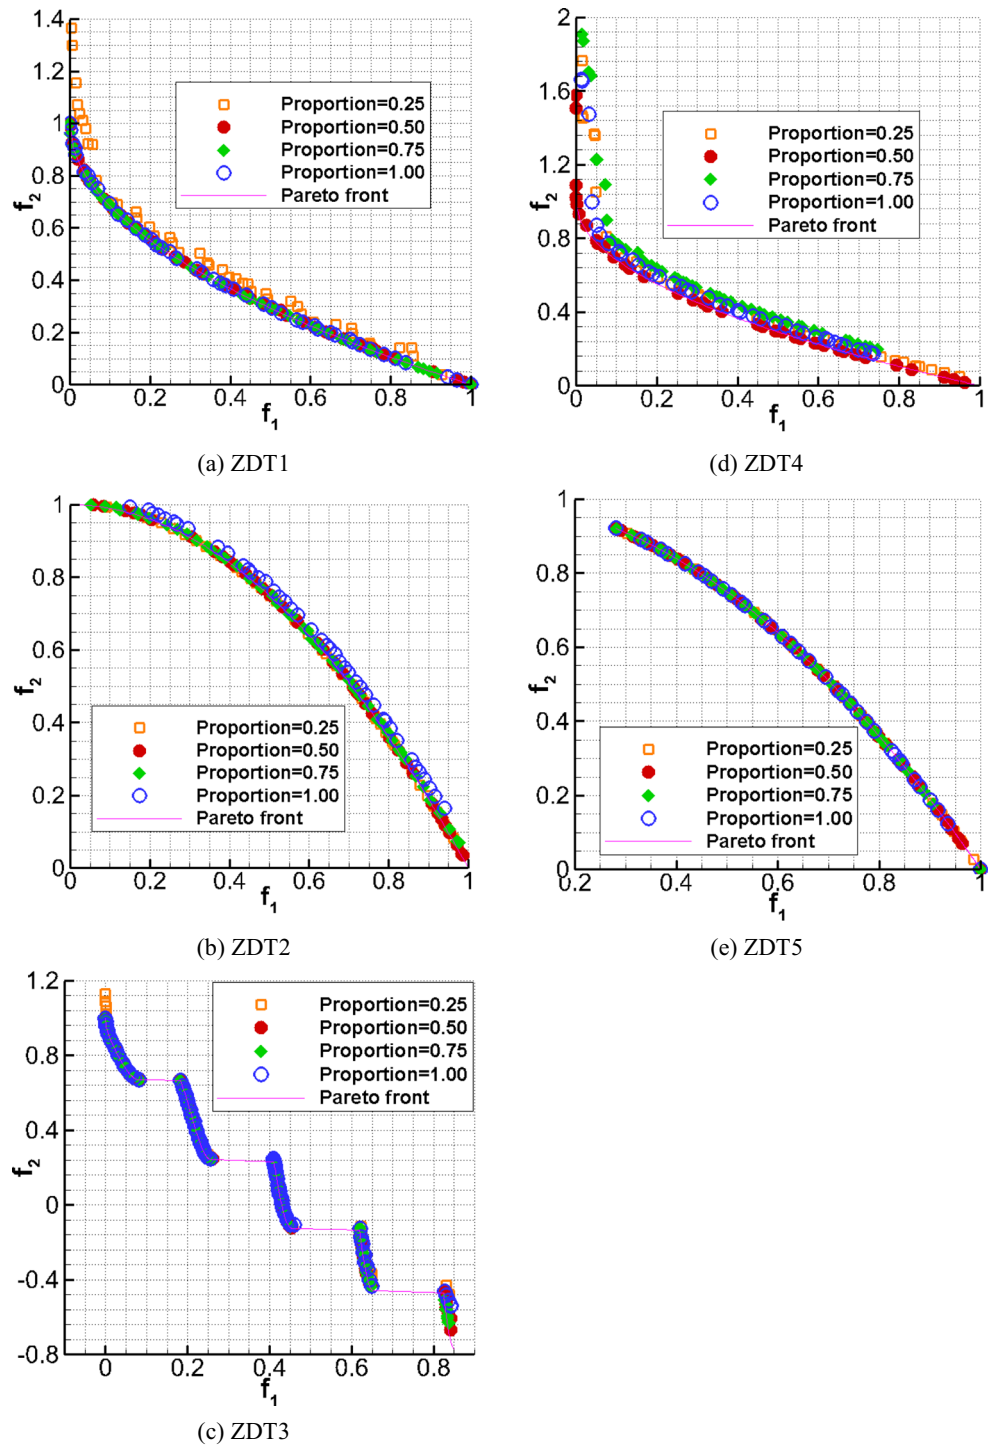 1.4
1.2
1
0.8
0.6
0.4
0.2
0
f2
Proportion=0.25
Proportion=0.50
Proportion=0.75
Proportion=1.00
Pareto front
0 0.2 0.4 0.6 0.8 1
f1
(a) ZDT1
2
1.6
1.2
0.8
0.4
0
f2
Proportion=0.25
Proportion=0.50
Proportion=0.75
Proportion=1.00
Pareto front
0 0.2 0.4 0.6 0.8 1
f1
(d) ZDT4
1
0.8
0.6
0.4
0.2
0
f2
Proportion=0.25
Proportion=0.50
Proportion=0.75
Proportion=1.00
Pareto front
0 0.2 0.4 0.6 0.8 1
f1
(b) ZDT2
1
0.8
0.6
0.4
0.2
0
f2
Proportion=0.25
Proportion=0.50
Proportion=0.75
Proportion=1.00
Pareto front
0.2 0.4 0.6 0.8 1
f1
(e) ZDT5
1.2
0.8
0.4
0
-0.4
-0.8
f2
Proportion=0.25
Proportion=0.50
Proportion=0.75
Proportion=1.00
Pareto front
0 0.2 0.4 0.6 0.8
f1
(c) ZDT3